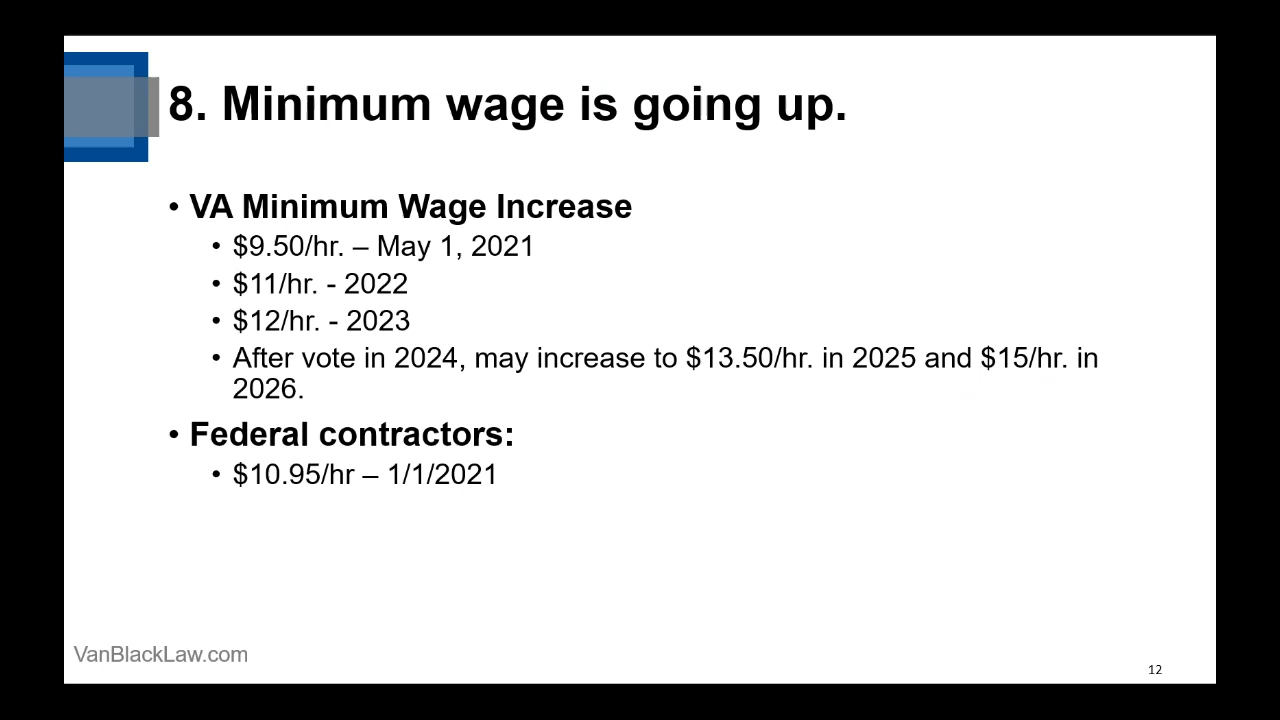 8. Minimum wage is going up.
• VA Minimum Wage Increase
• $9.50/hr. – May 1, 2021
• $11/hr. - 2022
• $12/hr. - 2023
• After vote in 2024, may increase to $13.50/hr. in 2025 and $15/hr. in
2026.
• Federal contractors:
• $10.95/hr – 1/1/2021
VanBlackLaw.com
12